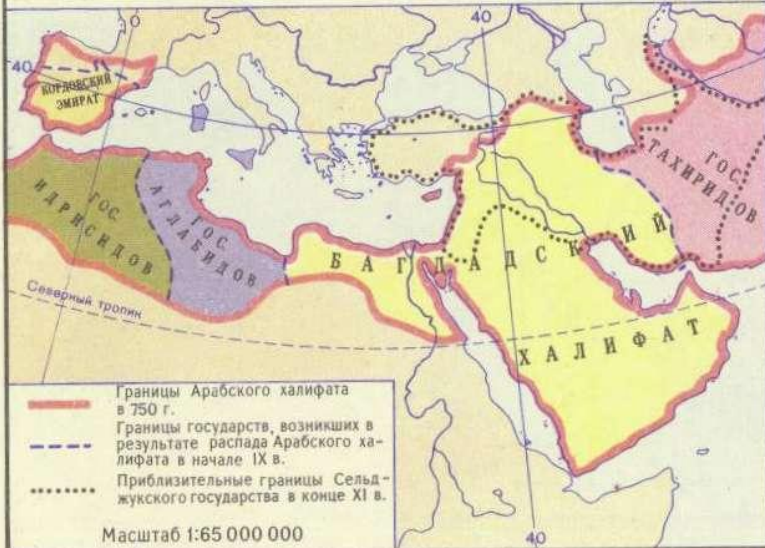 0
40
40
КОРДОВСКИЙ
ЭМИРАТ
ГОС.
ИДРИСИДОВ
ГОС.
АГЛАБИДОВ
ГОС.
ТАХИРИДОВ
БАГДАДСКИЙ
ХАЛИФАТ
Северный тропик
Границы Арабского халифата
в 750 г.
Границы государств, возникших в
результате распада Арабского ха-
лифата в начале IX в.
Приблизительные границы Сельд-
жукского государства в конце XI в.
Масштаб 1:65 000 000
40